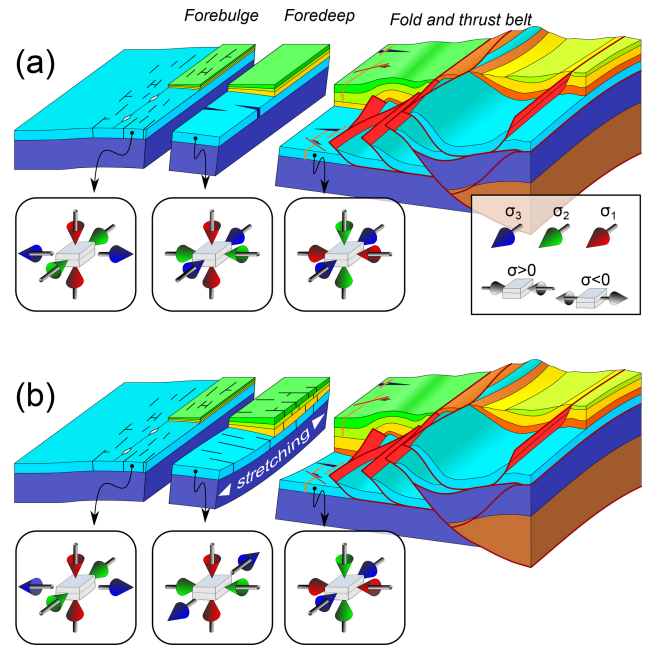 Forebulge Foredeep Fold and thrust belt
(a)
σ3 σ2 σ1
σ>0 σ<0
(b)
stretching